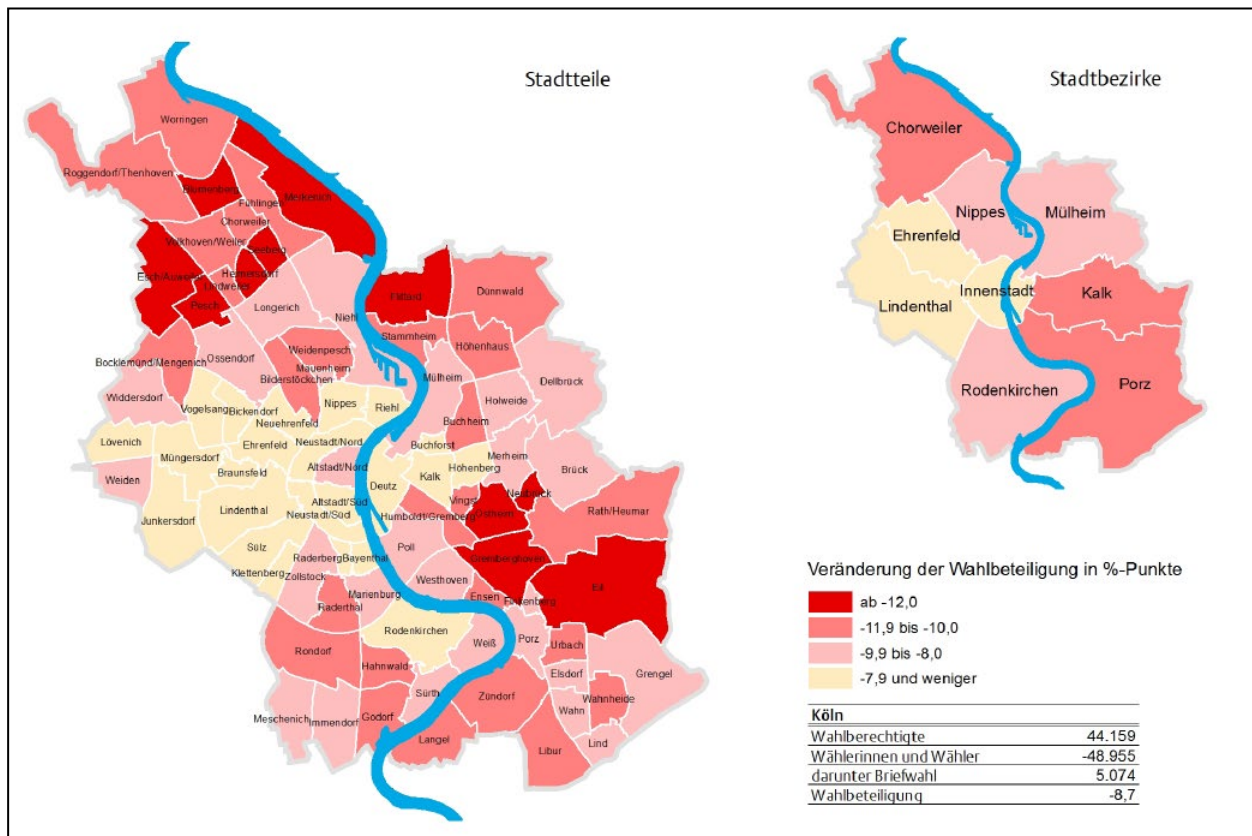 Stadtteile
Worringen
Roggendorf/Thenhoven
Blumenberg
Merkenich
Fühlingen
Chorweiler
Volkhoven/Weiler
Seeberg
Esch/Auweiler
Heimersdorf
Lindweiler
Pesch
Longerich
Niehl
Flittard
Dünnwald
Stammheim
Höhenhaus
Bocklemünd/Mengenich
Ossendorf
Weidenpesch
Mauenheim
Bilderstöckchen
Mülheim
Dellbrück
Widdersdorf
Holweide
Vogelsang
Bickendorf
Nippes
Riehl
Neuehrenfeld
Buchheim
Lövenich
Ehrenfeld
Neustadt/Nord
Buchforst
Müngersdorf
Altstadt/Nord
Kalk
Höhenberg
Merheim
Brück
Weiden
Braunsfeld
Deutz
Neubrück
Junkersdorf
Lindenthal
Altstadt/Süd
Neustadt/Süd
Vingst
Ostheim
Rath/Heumar
Humboldt/Gremberg
Sülz
Raderberg
Bayenthal
Poll
Gremberghoven
Klettenberg
Zollstock
Westhoven
Eil
Marienburg
Raderthal
Ensen
Finkenberg
Rodenkirchen
Weiß
Porz
Urbach
Rondorf
Hahnwald
Elsdorf
Grengel
Sürth
Zündorf
Wahn
Wahnheide
Meschenich
Immendorf
Godorf
Langel
Libur
Lind
Stadtbezirke
Chorweiler
Nippes
Mülheim
Ehrenfeld
Innenstadt
Kalk
Lindenthal
Rodenkirchen
Porz
Veränderung der Wahlbeteiligung in %-Punkte
ab -12,0
-11,9 bis -10,0
-9,9 bis -8,0
-7,9 und weniger
Köln
Wahlberechtigte 44.159
Wählerinnen und Wähler -48.955
darunter Briefwahl 5.074
Wahlbeteiligung -8,7